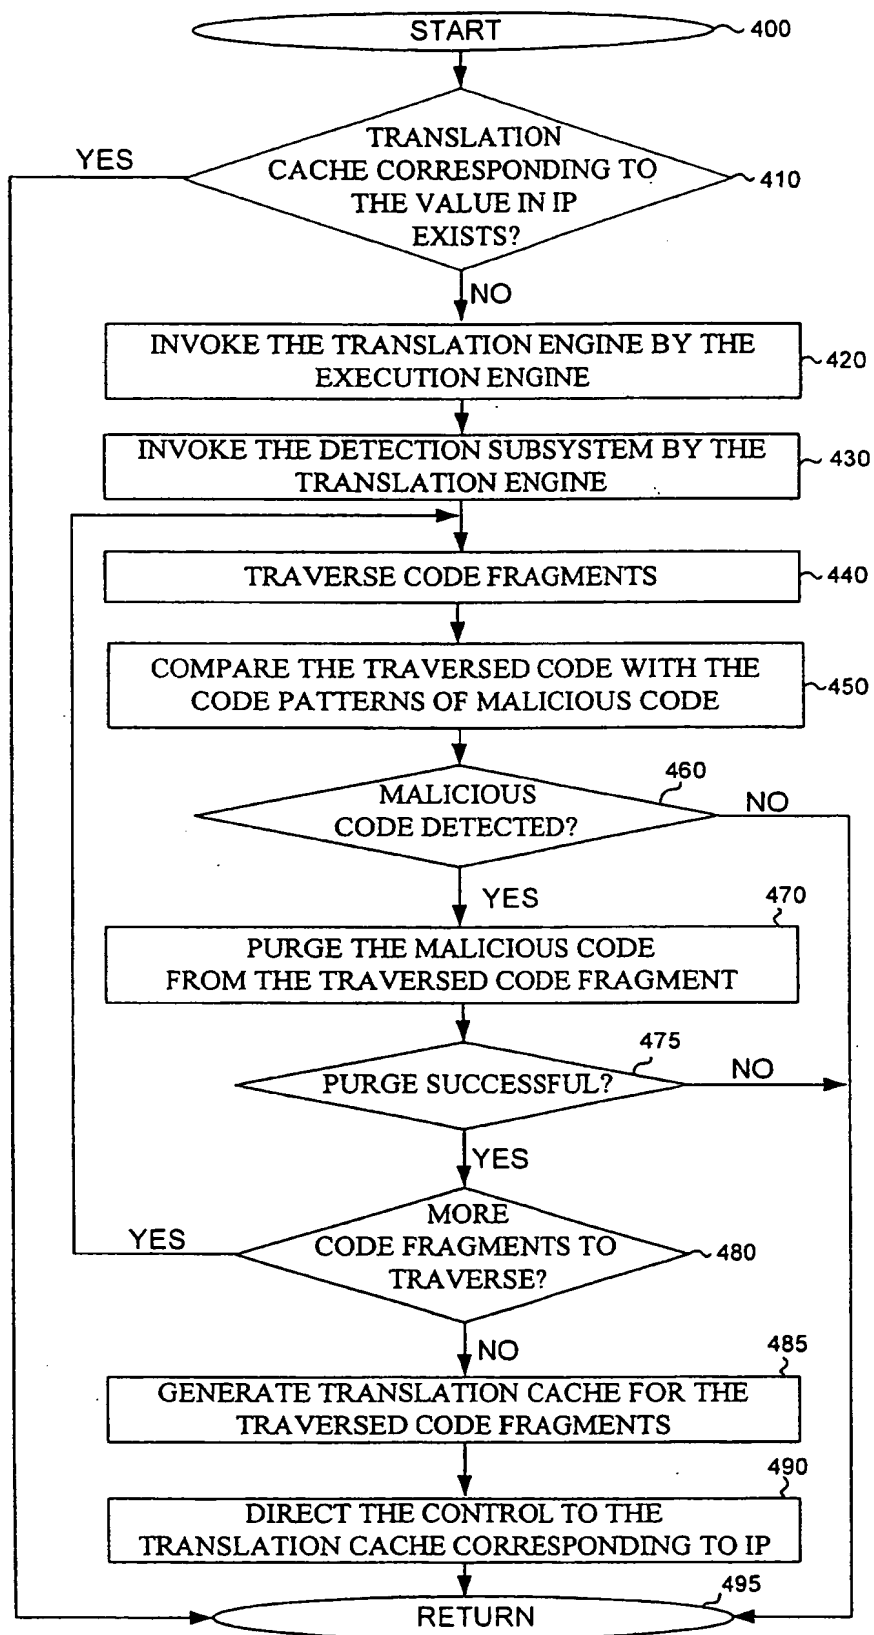 START
400
TRANSLATION
CACHE CORRESPONDING TO
THE VALUE IN IP
EXISTS?
YES
410
NO
INVOKE THE TRANSLATION ENGINE BY THE
EXECUTION ENGINE
420
INVOKE THE DETECTION SUBSYSTEM BY THE
TRANSLATION ENGINE
430
TRAVERSE CODE FRAGMENTS
440
COMPARE THE TRAVERSED CODE WITH THE
CODE PATTERNS OF MALICIOUS CODE
450
460
MALICIOUS
CODE DETECTED?
NO
YES
470
PURGE THE MALICIOUS CODE
FROM THE TRAVERSED CODE FRAGMENT
475
PURGE SUCCESSFUL?
NO
YES
MORE
CODE FRAGMENTS TO
TRAVERSE?
YES
480
NO
485
GENERATE TRANSLATION CACHE FOR THE
TRAVERSED CODE FRAGMENTS
490
DIRECT THE CONTROL TO THE
TRANSLATION CACHE CORRESPONDING TO IP
495
RETURN